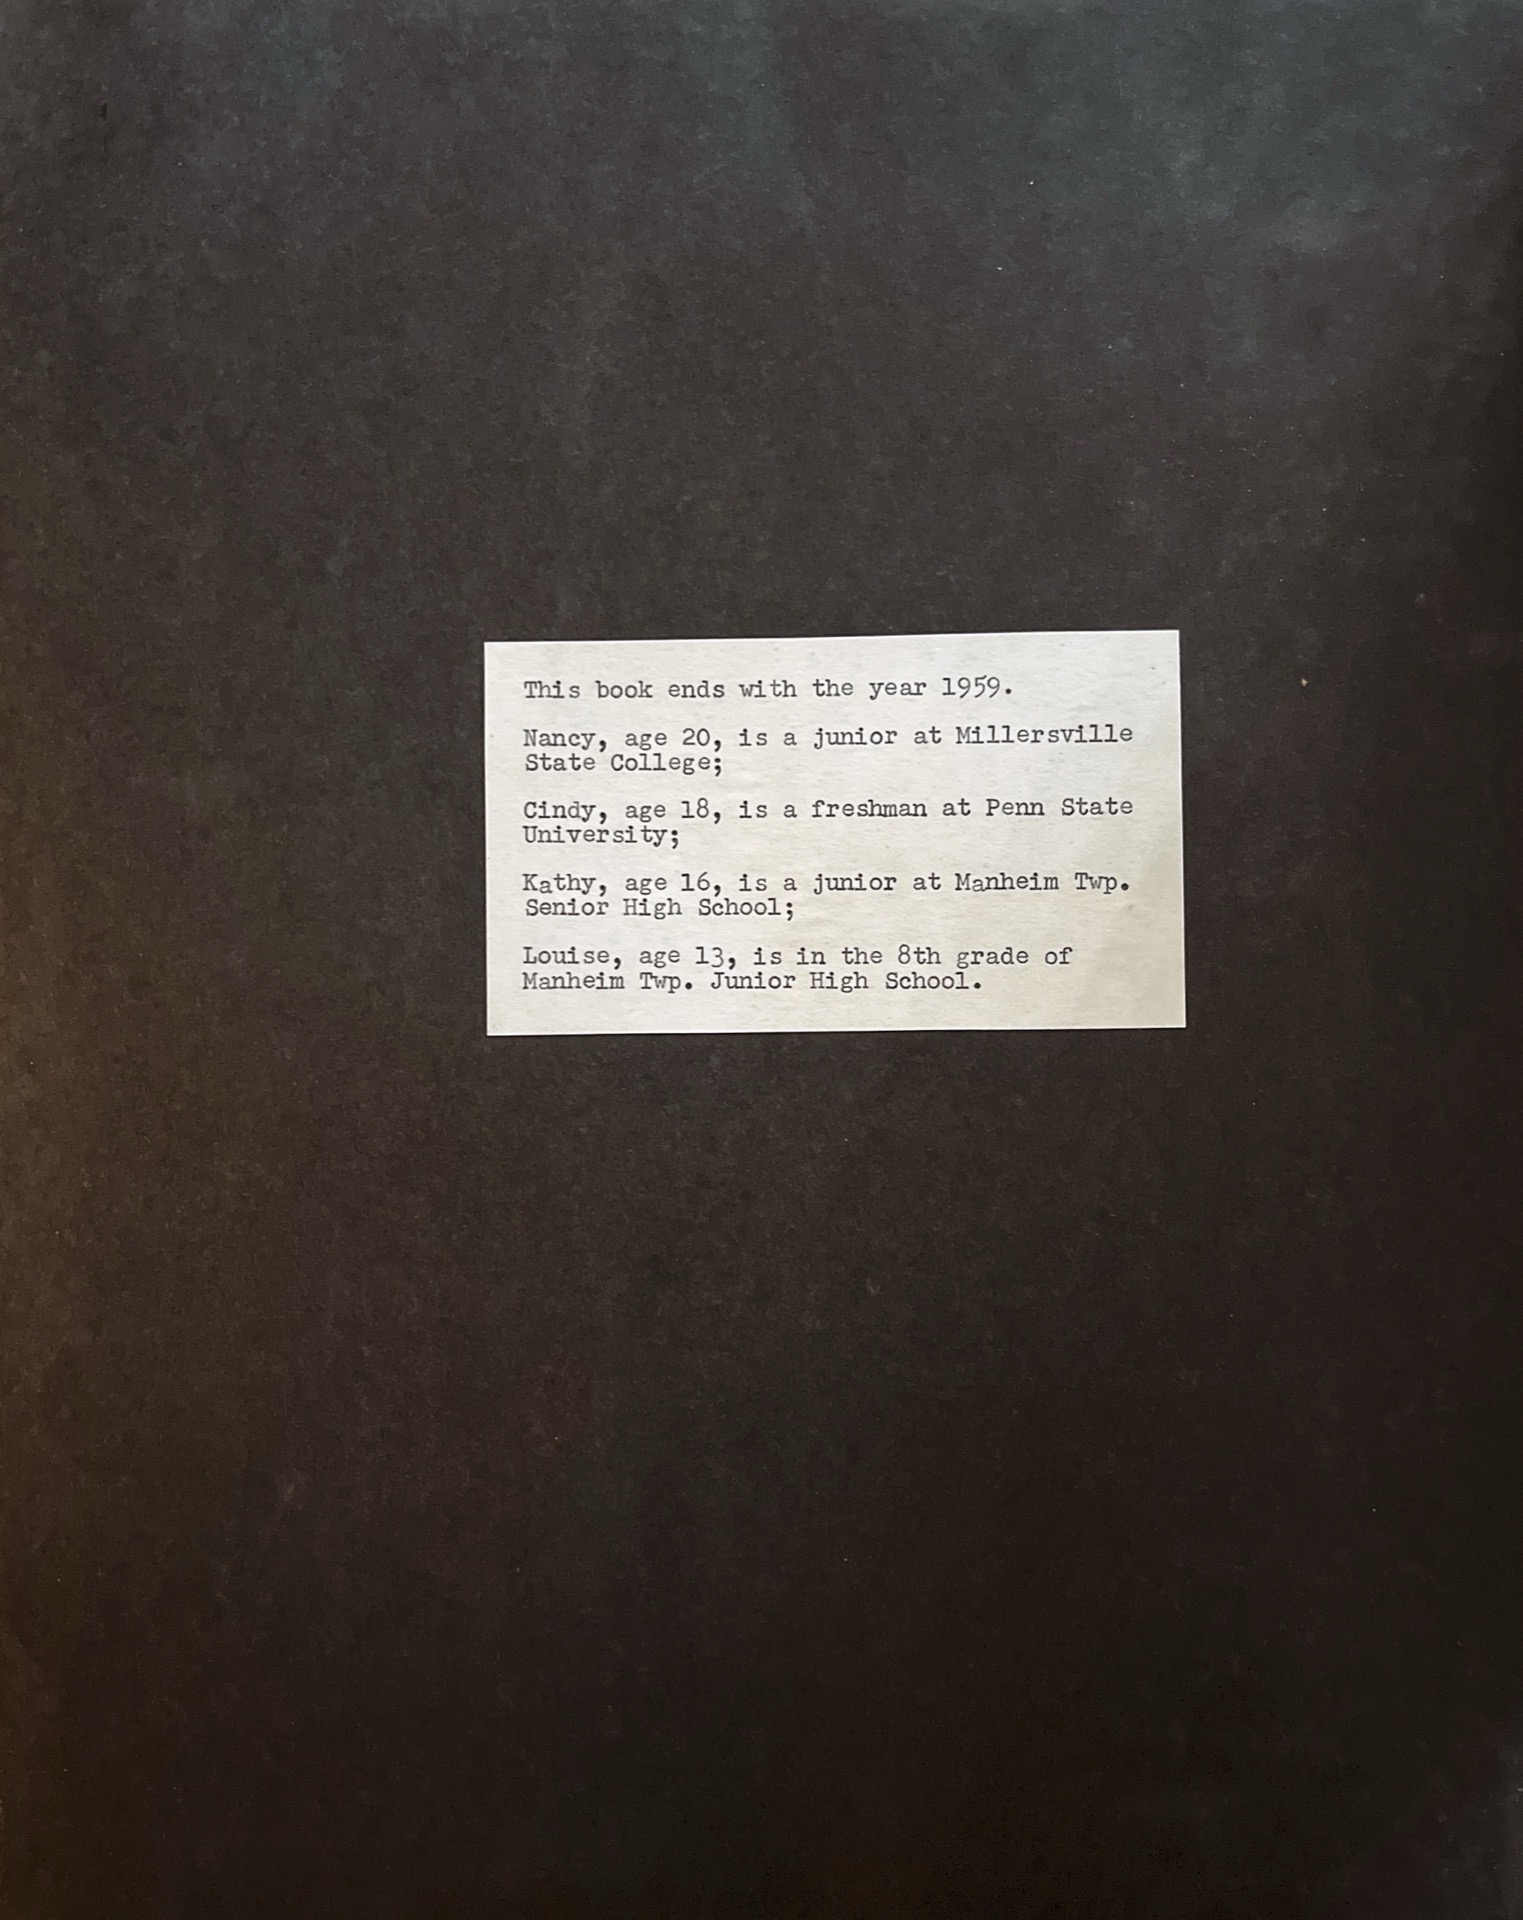 This book ends with the year 1959.
Nancy, age 20, is a junior at Millersville
State College;
Cindy, age 18, is a freshman at Penn State
University;
Kathy, age 16, is a junior at Manheim Twp.
Senior High School;
Louise, age 13, is in the 8th grade of
Manheim Twp. Junior High School.